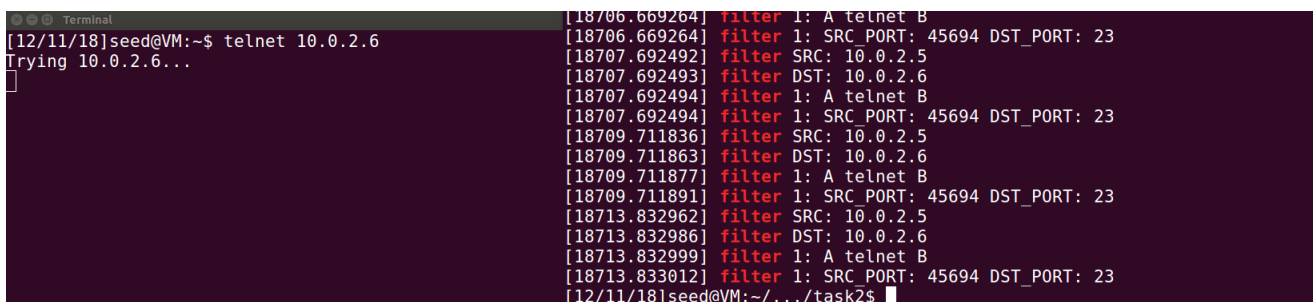 Terminal
[12/11/18]seed@VM:~$ telnet 10.0.2.6
Trying 10.0.2.6...
[18706.669264] filter 1: A telnet B
[18706.669264] filter 1: SRC_PORT: 45694 DST_PORT: 23
[18707.692492] filter SRC: 10.0.2.5
[18707.692493] filter DST: 10.0.2.6
[18707.692494] filter 1: A telnet B
[18707.692494] filter 1: SRC_PORT: 45694 DST_PORT: 23
[18709.711836] filter SRC: 10.0.2.5
[18709.711863] filter DST: 10.0.2.6
[18709.711877] filter 1: A telnet B
[18709.711891] filter 1: SRC_PORT: 45694 DST_PORT: 23
[18713.832962] filter SRC: 10.0.2.5
[18713.832986] filter DST: 10.0.2.6
[18713.832999] filter 1: A telnet B
[18713.833012] filter 1: SRC_PORT: 45694 DST_PORT: 23
[12/11/18]seed@VM:~/.../task2$